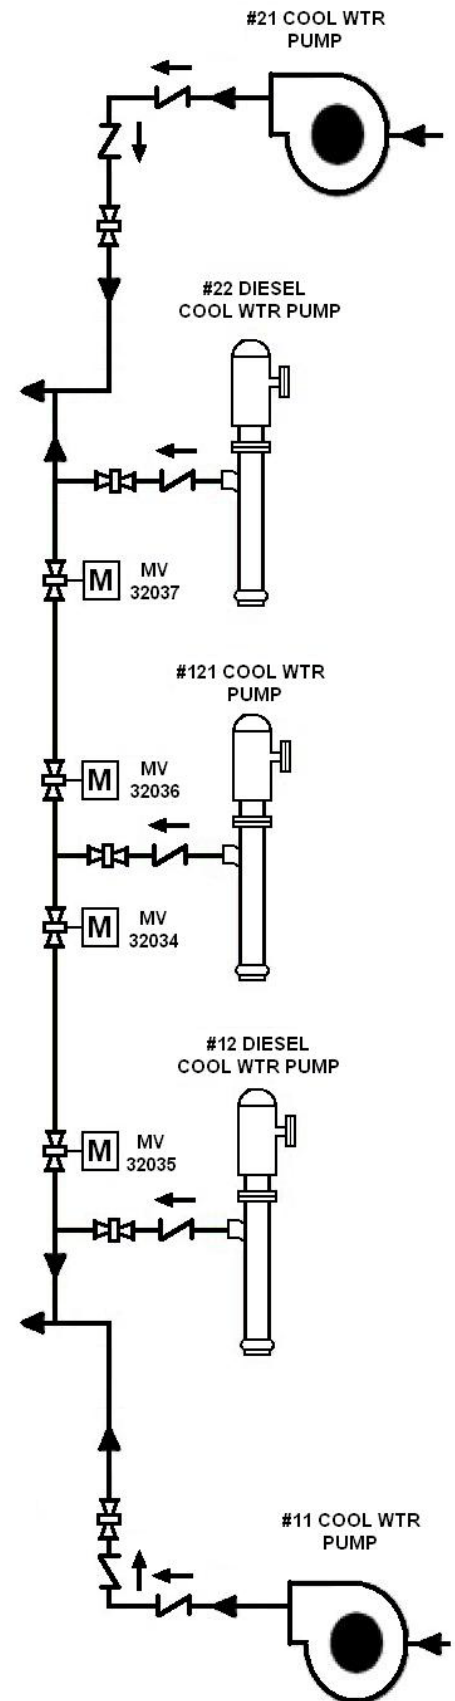 #21 COOL WTR
PUMP
#22 DIESEL
COOL WTR PUMP
M
MV
32037
#121 COOL WTR
PUMP
M
MV
32036
M
MV
32034
#12 DIESEL
COOL WTR PUMP
M
MV
32035
#11 COOL WTR
PUMP